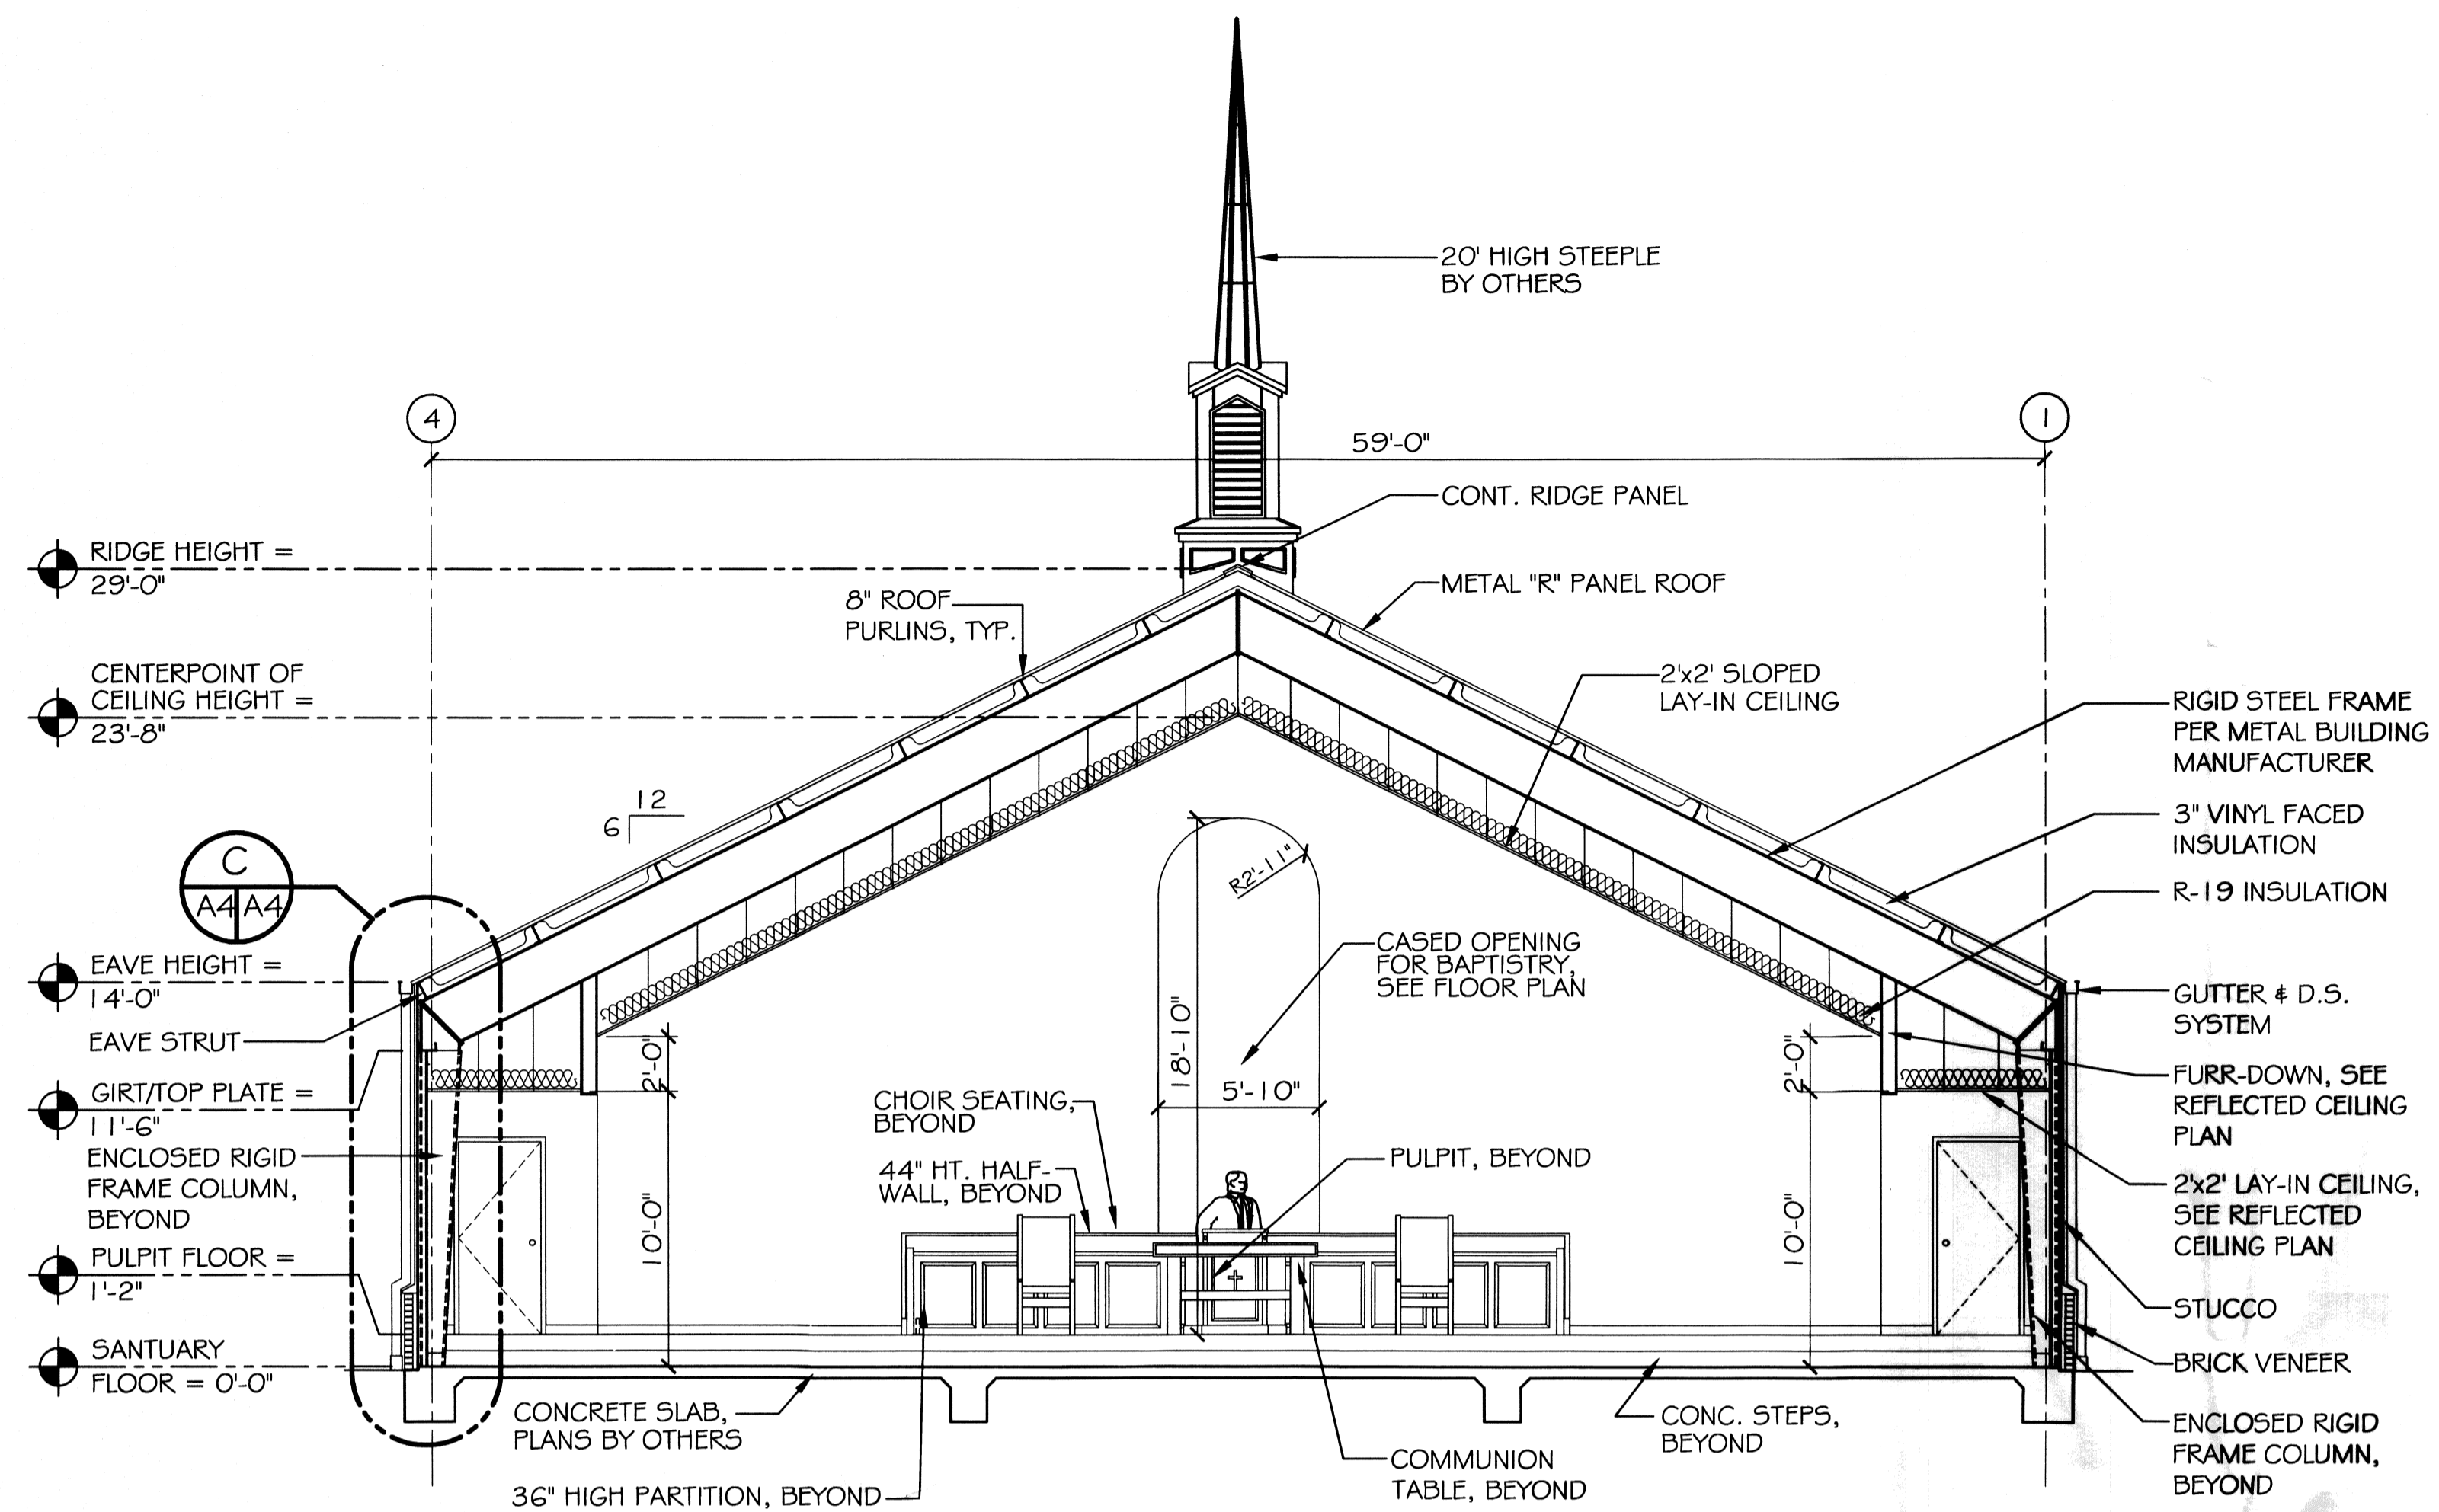 20' HIGH STEEPLE
BY OTHERS
4
1
59'-0"
CONT. RIDGE PANEL
RIDGE HEIGHT =
29'-0"
METAL "R" PANEL ROOF
8" ROOF
PURLINS, TYP.
CENTERPOINT OF
CEILING HEIGHT =
23'-8"
2'x2' SLOPED
LAY-IN CEILING
RIGID STEEL FRAME
PER METAL BUILDING
MANUFACTURER
12
6
3" VINYL FACED
INSULATION
C
A4 A4
R2'-11"
R-19 INSULATION
EAVE HEIGHT =
14'-0"
CASED OPENING
FOR BAPTISTRY,
SEE FLOOR PLAN
GUTTER & D.S.
SYSTEM
EAVE STRUT
18'-10"
2'-0"
2'-0"
GIRT/TOP PLATE =
11'-6"
5'-10"
FURR-DOWN, SEE
REFLECTED CEILING
PLAN
CHOIR SEATING,
BEYOND
ENCLOSED RIGID
FRAME COLUMN,
BEYOND
44" HT. HALF-
WALL, BEYOND
PULPIT, BEYOND
2'x2' LAY-IN CEILING,
SEE REFLECTED
CEILING PLAN
10'-0"
10'-0"
PULPIT FLOOR =
1'-2"
STUCCO
SANTUARY
FLOOR = 0'-0"
BRICK VENEER
CONCRETE SLAB,
PLANS BY OTHERS
CONC. STEPS,
BEYOND
ENCLOSED RIGID
FRAME COLUMN,
BEYOND
COMMUNION
TABLE, BEYOND
36" HIGH PARTITION, BEYOND